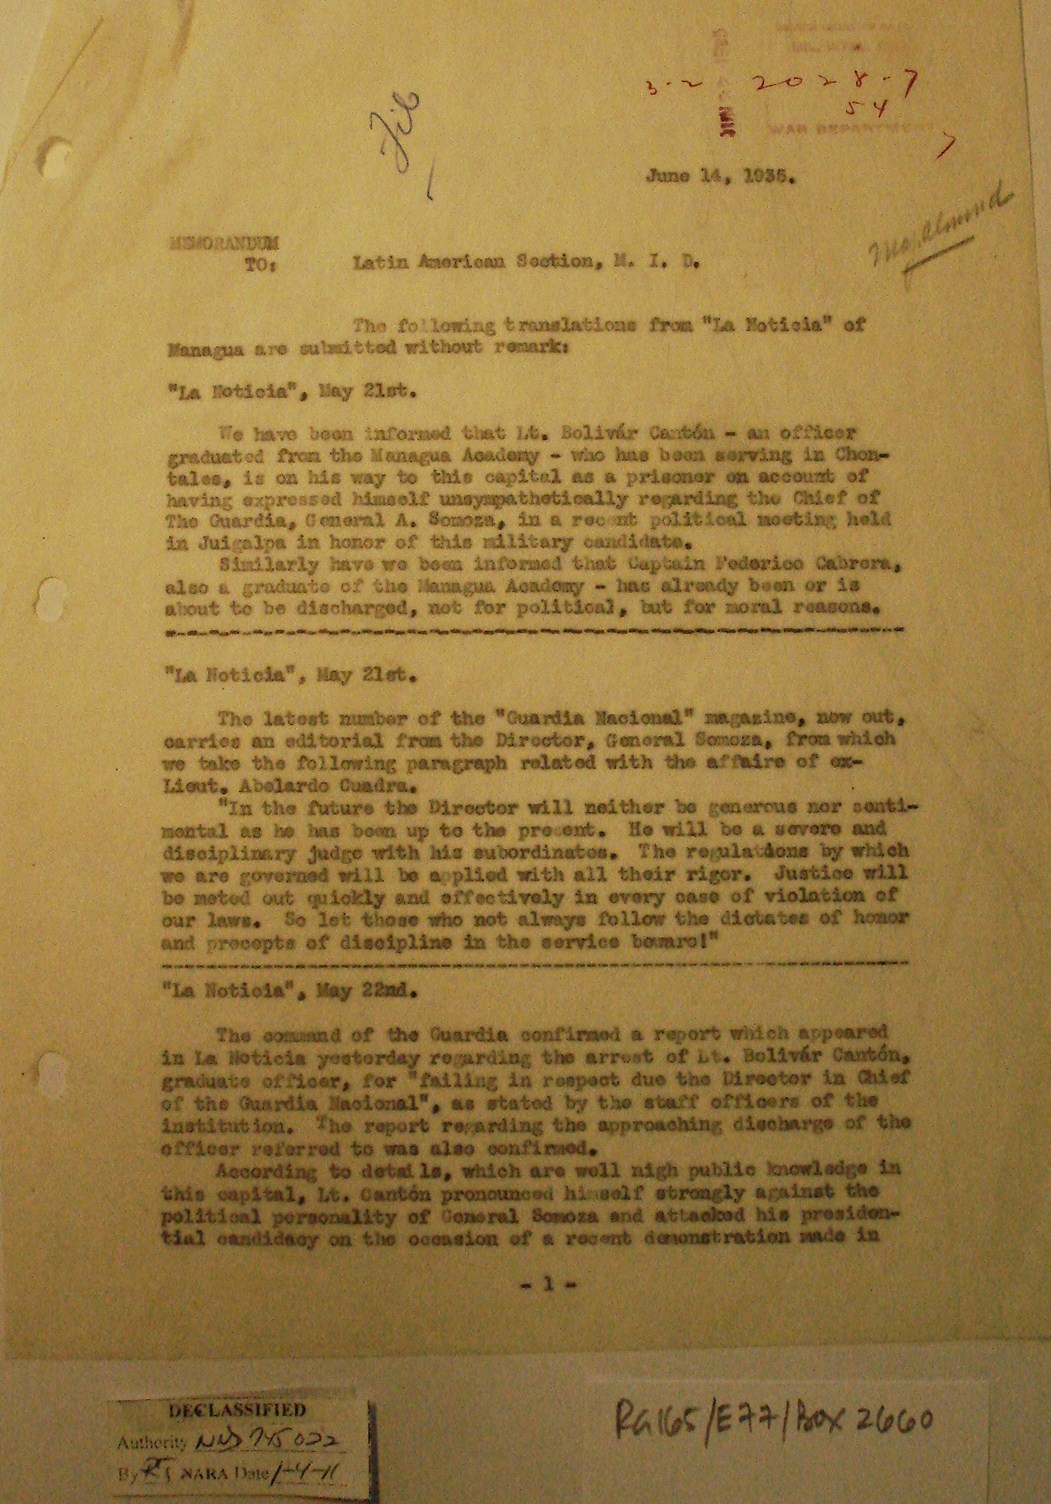 3-2 2028-7
54
WAR DEPARTMENT
June 14, 1935.
Maj. Almond
MEMORANDUM
TO: Latin American Section, M. I. D.
The following translations from "La Noticia" of
Managua are submitted without remark:
"La Noticia", May 21st.
We have been informed that Lt. Bolivár Cantón - an officer
graduated from the Managua Academy - who has been serving in Chon-
tales, is on his way to this capital as a prisoner on account of
having expressed himself unsympathetically regarding the Chief of
The Guardia, General A. Somoza, in a recent political meeting held
in Juigalpa in honor of this military candidate.
Similarly have we been informed that Captain Federico Cabrera,
also a graduate of the Managua Academy - has already been or is
about to be discharged, not for political, but for moral reasons.
"La Noticia", May 21st.
The latest number of the "Guardia Nacional" magazine, now out,
carries an editorial from the Director, General Somoza, from which
we take the following paragraph related with the affaire of ex-
Lieut. Abelardo Cuadra.
"In the future the Director will neither be generous nor senti-
mental as he has been up to the present. He will be a severe and
disciplinary judge with his subordinates. The regulations by which
we are governed will be applied with all their rigor. Justice will
be meted out quickly and effectively in every case of violation of
our laws. So let those who not always follow the dictates of honor
and precepts of discipline in the service beware!"
"La Noticia", May 22nd.
The command of the Guardia confirmed a report which appeared
in La Noticia yesterday regarding the arrest of Lt. Bolivár Cantón,
graduate officer, for "failing in respect due the Director in Chief
of the Guardia Nacional", as stated by the staff officers of the
institution. The report regarding the approaching discharge of the
officer referred to was also confirmed.
According to details, which are well nigh public knowledge in
this capital, Lt. Cantón pronounced himself strongly against the
political personality of General Somoza and attacked his presiden-
tial candidacy on the occasion of a recent demonstration made in
- 1 -
DECLASSIFIED
Authority NND 745022
By RT NARA Date 1-4-11
RG165/E77/Box 2660